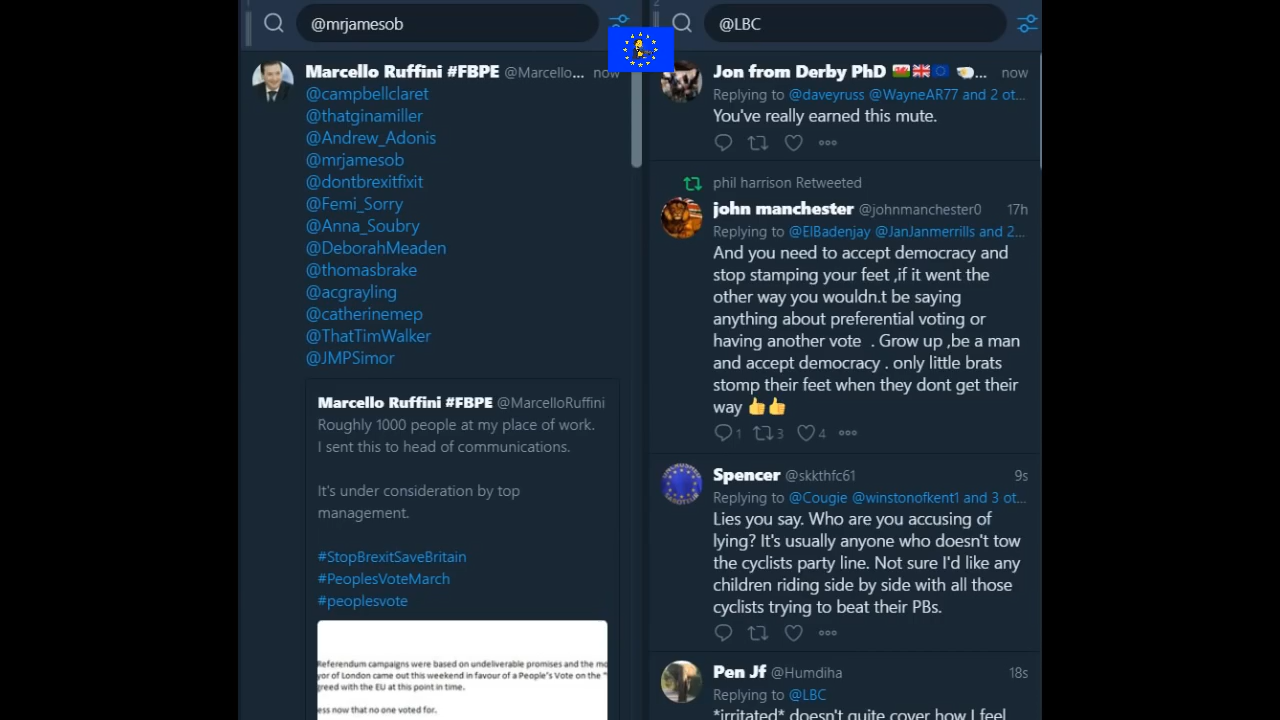 1
@mrjamesob
Marcello Ruffini #FBPE @Marcello... now
@campbellclaret
@thatginamiller
@Andrew_Adonis
@mrjamesob
@dontbrexitfixit
@Femi_Sorry
@Anna_Soubry
@DeborahMeaden
@thomasbrake
@acgrayling
@catherinemep
@ThatTimWalker
@JMPSimor
Marcello Ruffini #FBPE @MarcelloRuffini
Roughly 1000 people at my place of work.
I sent this to head of communications.
It's under consideration by top
management.
#StopBrexitSaveBritain
#PeoplesVoteMarch
#peoplesvote
Referendum campaigns were based on undeliverable promises and the mo
yor of London came out this weekend in favour of a People's Vote on the "
greed with the EU at this point in time.
ess now that no one voted for.
2
@LBC
Jon from Derby PhD 🏴󠁧󠁢󠁷󠁬󠁳󠁿🇬🇧🇪🇺 ... now
Replying to @daveyruss @WayneAR77 and 2 ot...
You've really earned this mute.
phil harrison Retweeted
john manchester @johnmanchester0 17h
Replying to @ElBadenjay @JanJanmerrills and 2...
And you need to accept democracy and
stop stamping your feet ,if it went the
other way you wouldn.t be saying
anything about preferential voting or
having another vote . Grow up ,be a man
and accept democracy . only little brats
stomp their feet when they dont get their
way 👍👍
1 3 4
Spencer @skkthfc61 9s
Replying to @Cougie @winstonofkent1 and 3 ot...
Lies you say. Who are you accusing of
lying? It's usually anyone who doesn't tow
the cyclists party line. Not sure I'd like any
children riding side by side with all those
cyclists trying to beat their PBs.
Pen Jf @Humdiha 18s
Replying to @LBC
*irritated* doesn't quite cover how I feel